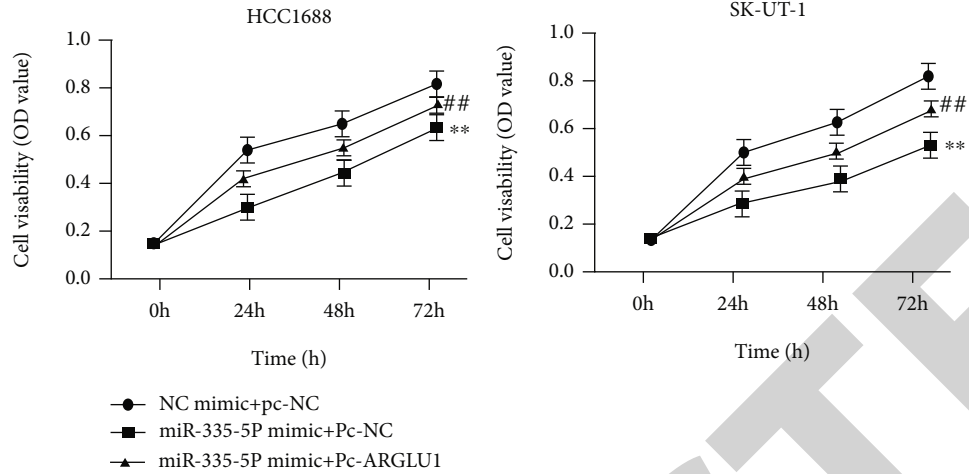 HCC1688
Cell visability (OD value)
1.0
0.8
0.6
0.4
0.2
0.0
##
**
0h
24h
48h
72h
Time (h)
SK-UT-1
Cell visability (OD value)
1.0
0.8
0.6
0.4
0.2
0.0
##
**
0h
24h
48h
72h
Time (h)
NC mimic+pc-NC
miR-335-5P mimic+Pc-NC
miR-335-5P mimic+Pc-ARGLU1